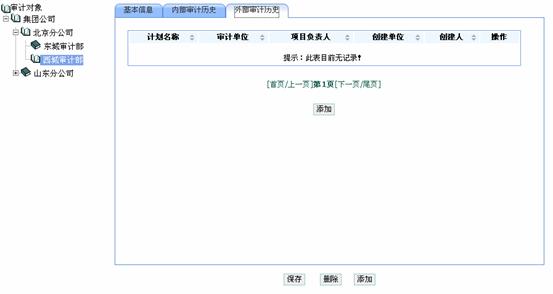 审计对象
集团公司
北京分公司
东城审计部
西城审计部
山东分公司
基本信息 内部审计历史 外部审计历史
计划名称 审计单位 项目负责人 创建单位 创建人 操作
提示：此表目前无记录!
[首页/上一页]第1页[下一页/尾页]
添加
保存 删除 添加